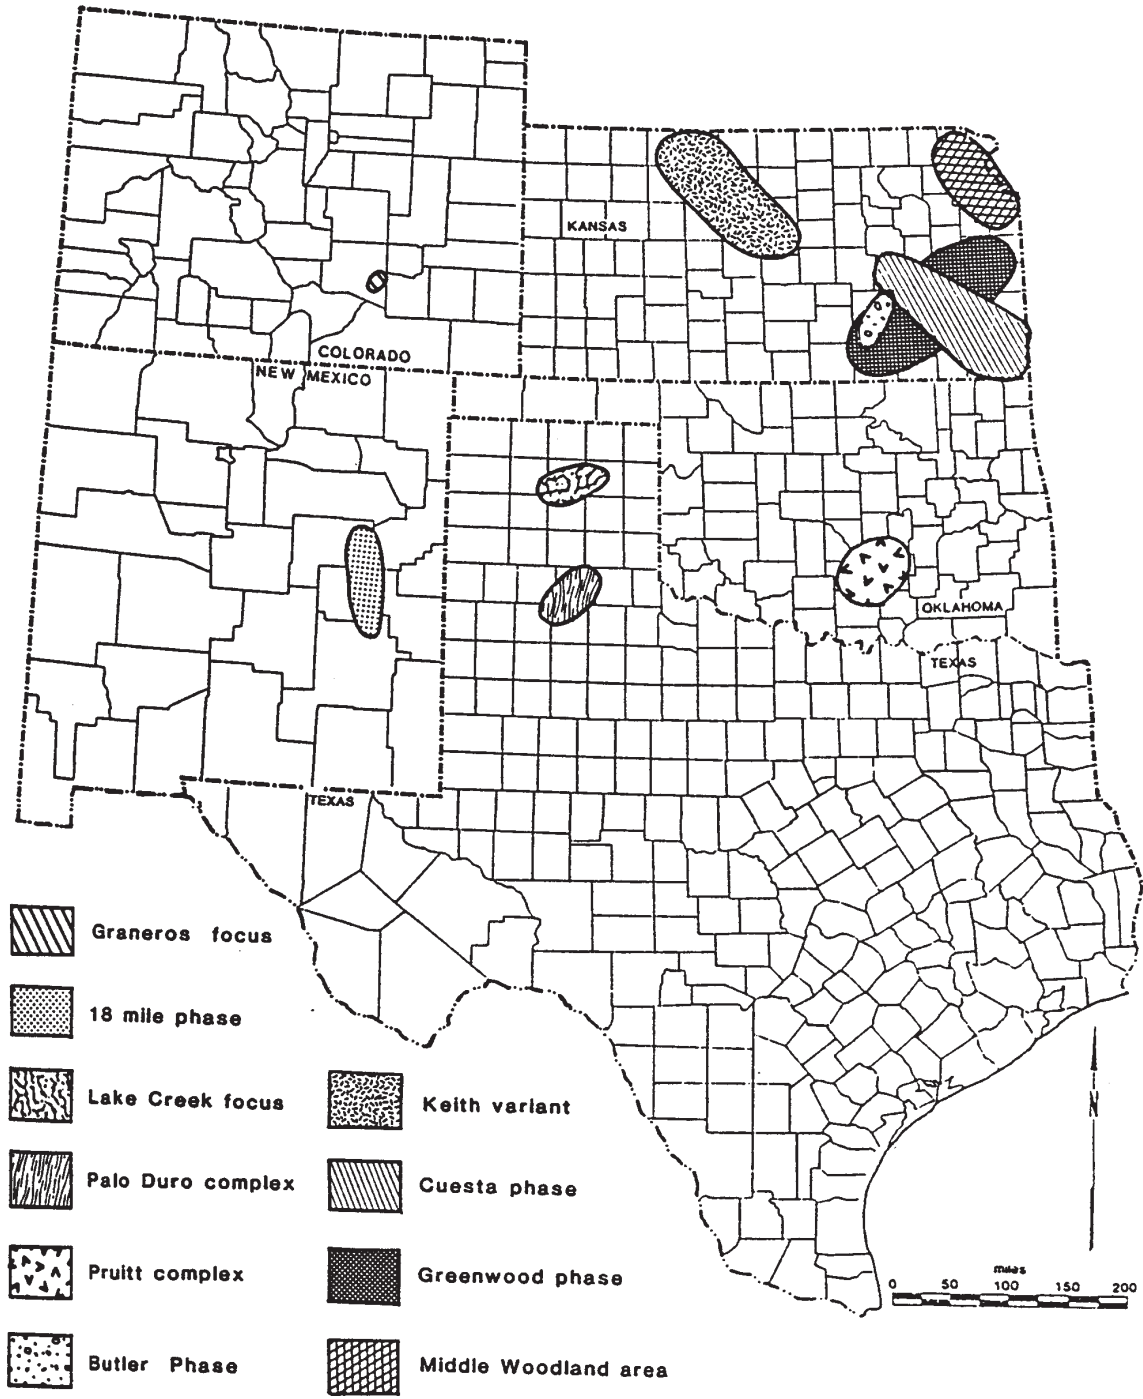 KANSAS
COLORADO
NEW MEXICO
OKLAHOMA
TEXAS
TEXAS
Graneros focus
18 mile phase
Lake Creek focus
Palo Duro complex
Pruitt complex
Butler Phase
Keith variant
Cuesta phase
Greenwood phase
Middle Woodland area
N
miles
0 50 100 150 200